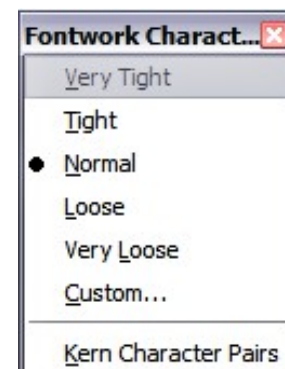 Fontwork Charact...
Very Tight
Tight
Normal
Loose
Very Loose
Custom...
Kern Character Pairs